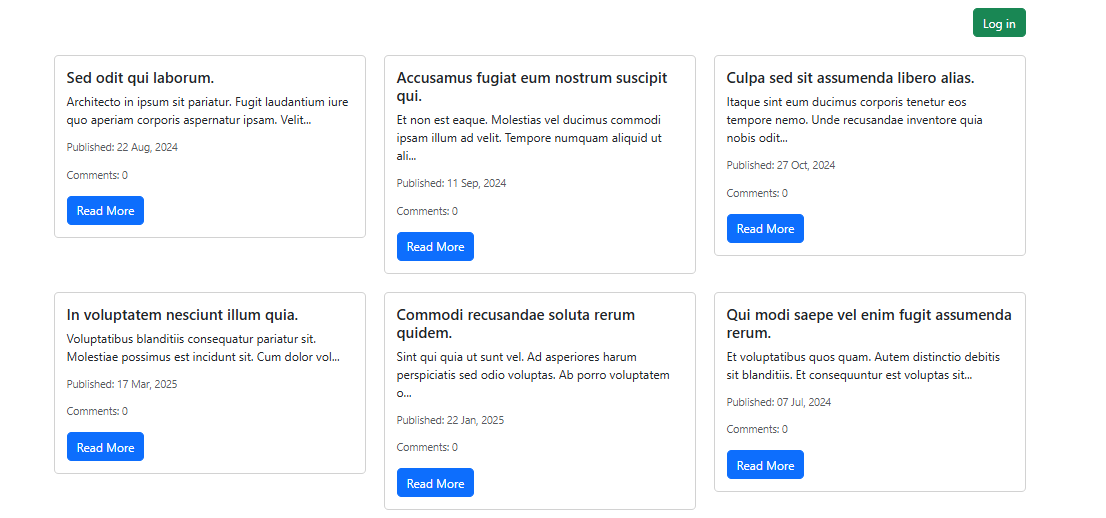 Log in
Sed odit qui laborum.
Architecto in ipsum sit pariatur. Fugit laudantium iure
quo aperiam corporis aspernatur ipsam. Velit...
Published: 22 Aug, 2024
Comments: 0
Read More
Accusamus fugiat eum nostrum suscipit
qui.
Et non est eaque. Molestias vel ducimus commodi
ipsam illum ad velit. Tempore numquam aliquid ut
ali...
Published: 11 Sep, 2024
Comments: 0
Read More
Culpa sed sit assumenda libero alias.
Itaque sint eum ducimus corporis tenetur eos
tempore nemo. Unde recusandae inventore quia
nobis odit...
Published: 27 Oct, 2024
Comments: 0
Read More
In voluptatem nesciunt illum quia.
Voluptatibus blanditiis consequatur pariatur sit.
Molestiae possimus est incidunt sit. Cum dolor vol...
Published: 17 Mar, 2025
Comments: 0
Read More
Commodi recusandae soluta rerum
quidem.
Sint qui quia ut sunt vel. Ad asperiores harum
perspiciatis sed odio voluptas. Ab porro voluptatem
o...
Published: 22 Jan, 2025
Comments: 0
Read More
Qui modi saepe vel enim fugit assumenda
rerum.
Et voluptatibus quos quam. Autem distinctio debitis
sit blanditiis. Et consequuntur est voluptas sit...
Published: 07 Jul, 2024
Comments: 0
Read More